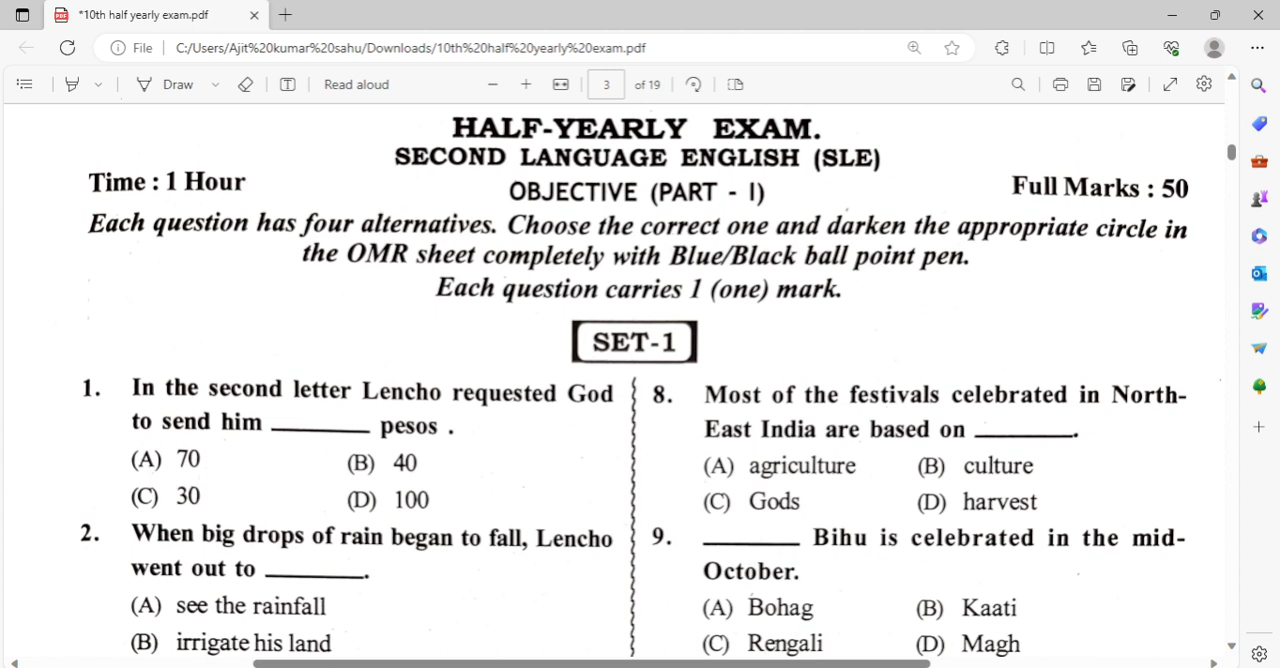 *10th half yearly exam.pdf
File C:/Users/Ajit%20kumar%20sahu/Downloads/10th%20half%20yearly%20exam.pdf
Draw Read aloud 3 of 19
HALF-YEARLY EXAM.
SECOND LANGUAGE ENGLISH (SLE)
Time : 1 Hour OBJECTIVE (PART - I) Full Marks : 50
Each question has four alternatives. Choose the correct one and darken the appropriate circle in
the OMR sheet completely with Blue/Black ball point pen.
Each question carries 1 (one) mark.
SET-1
1. In the second letter Lencho requested God
to send him ________ pesos .
(A) 70 (B) 40
(C) 30 (D) 100
2. When big drops of rain began to fall, Lencho
went out to ________.
(A) see the rainfall
(B) irrigate his land
8. Most of the festivals celebrated in North-
East India are based on ________.
(A) agriculture (B) culture
(C) Gods (D) harvest
9. ________ Bihu is celebrated in the mid-
October.
(A) Bohag (B) Kaati
(C) Rengali (D) Magh